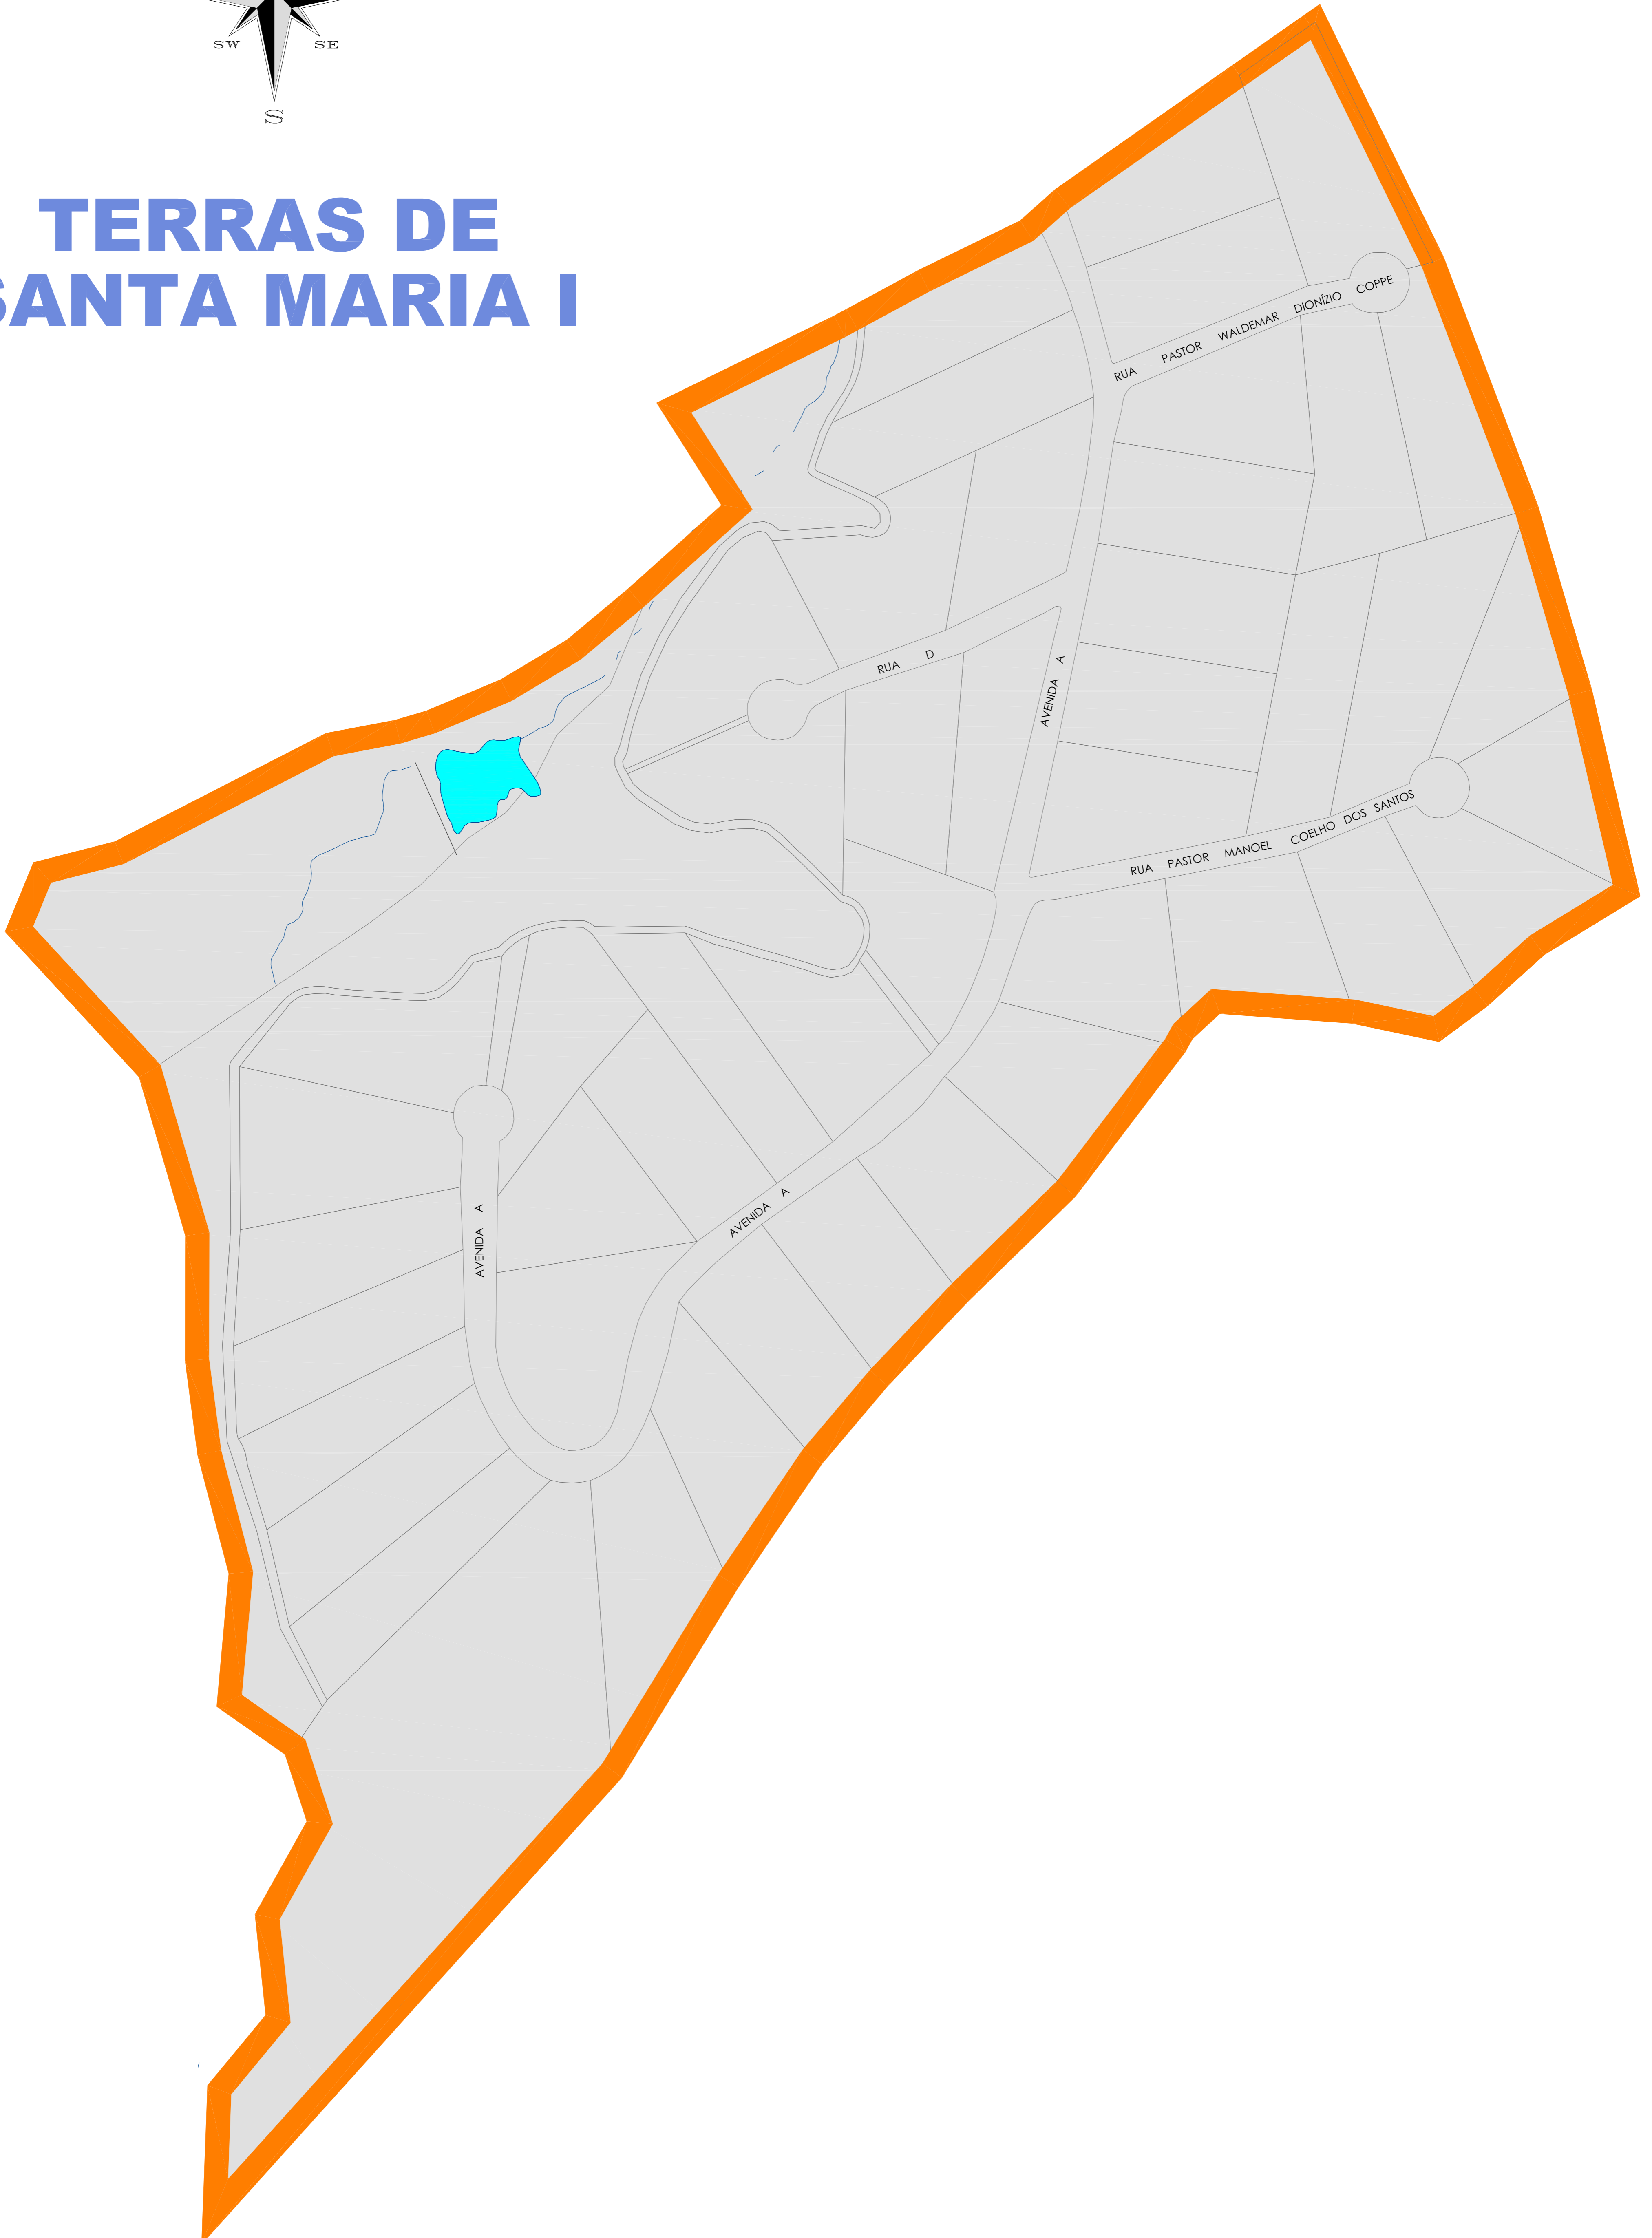 SW
SE
S
TERRAS DE
SANTA MARIA I
RUA PASTOR WALDEMAR DIONÍZIO COPPE
RUA D
AVENIDA A
RUA PASTOR MANOEL COELHO DOS SANTOS
AVENIDA A
AVENIDA A